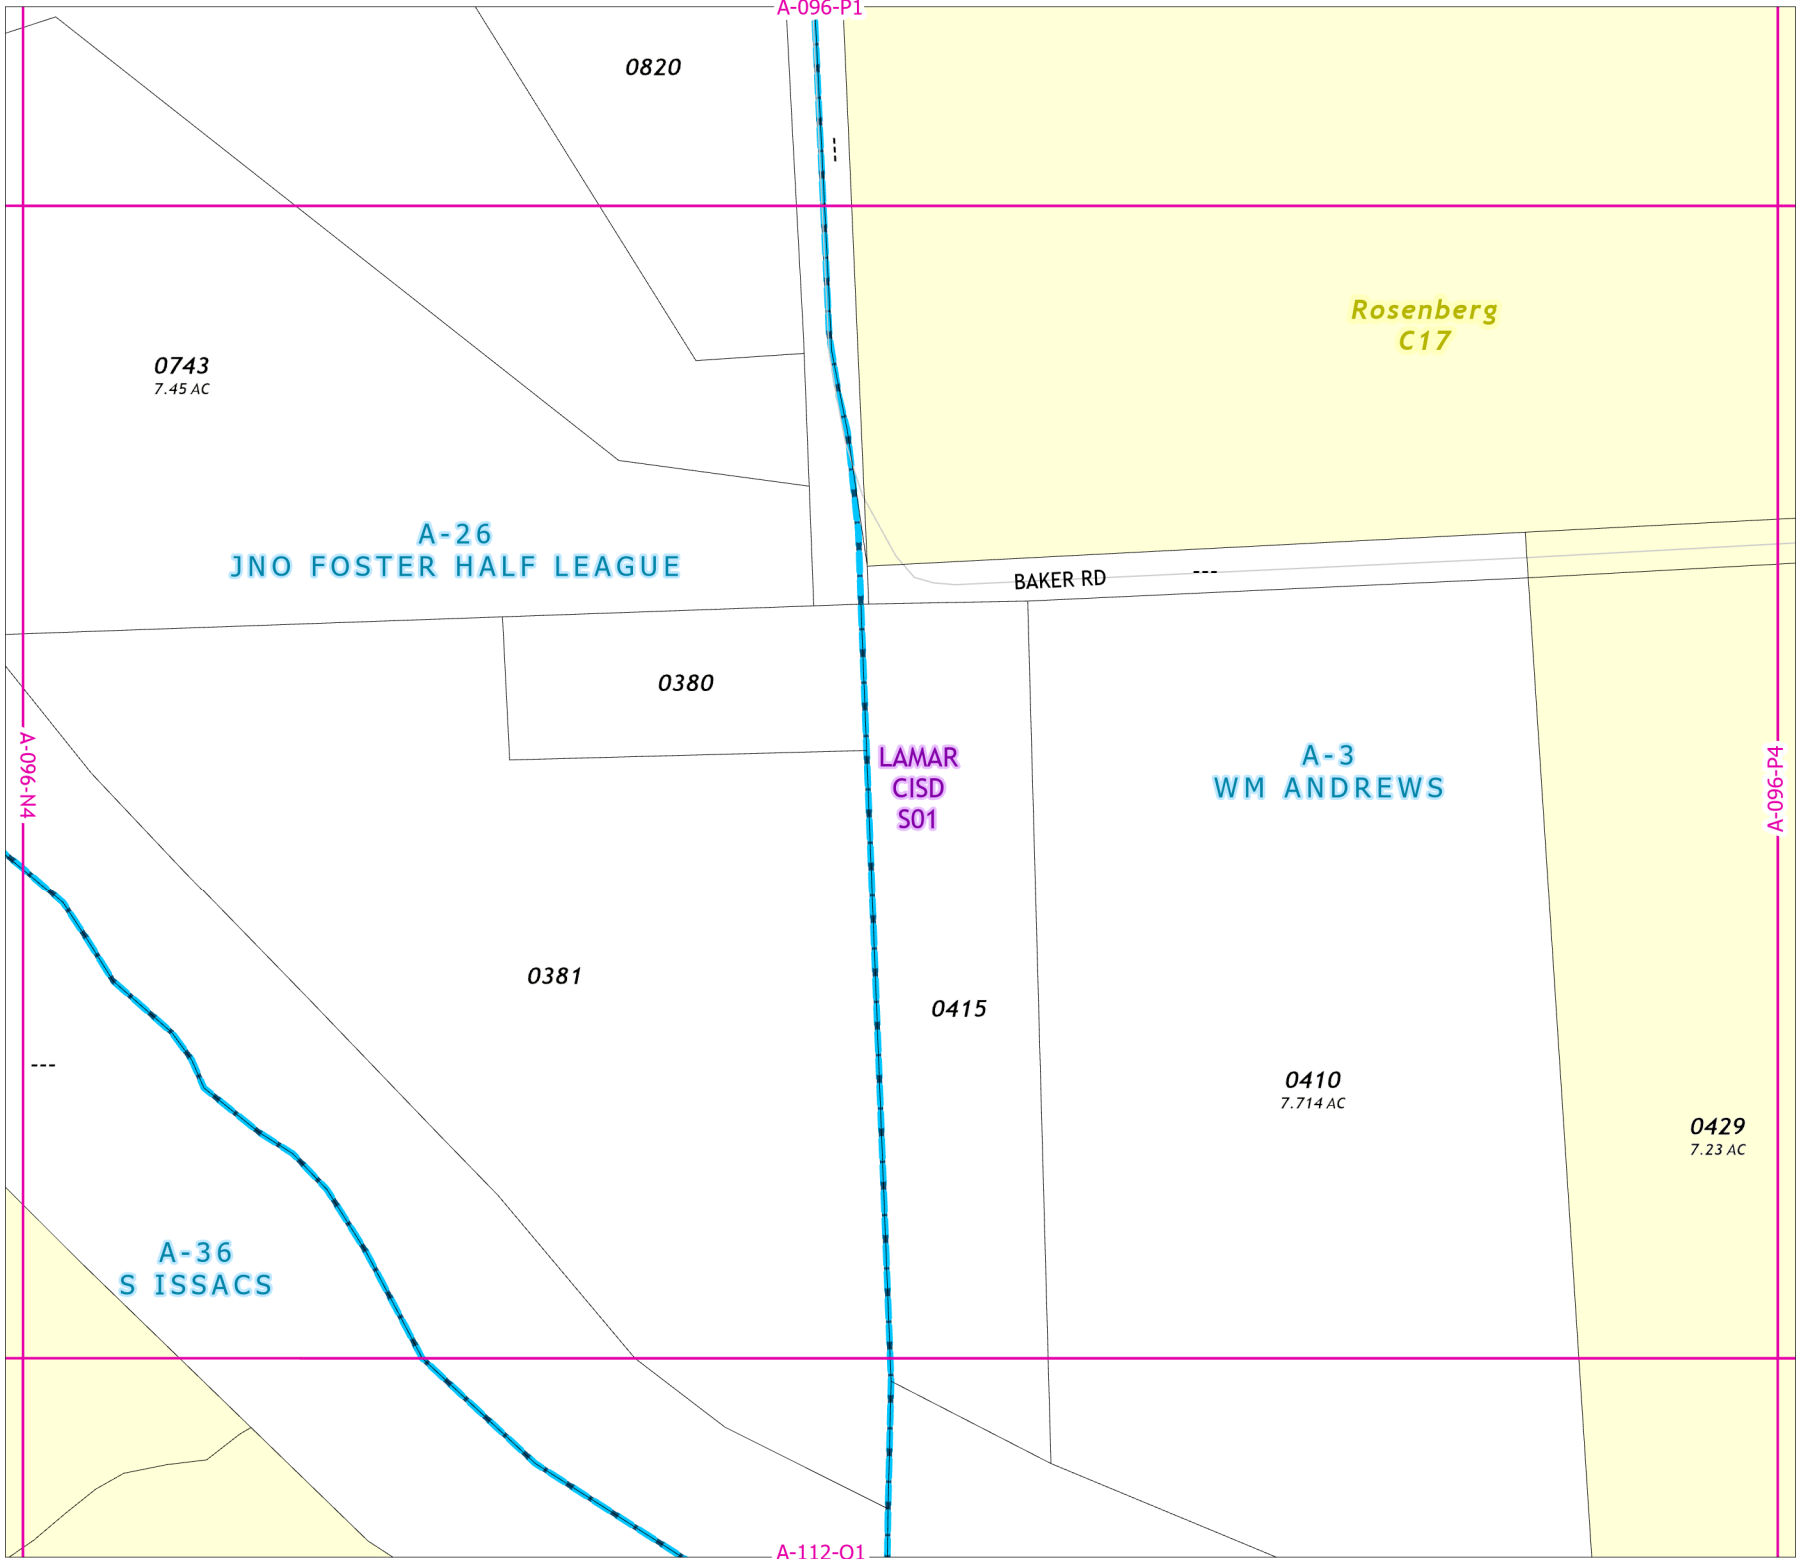 A-096-P1
0820
---
Rosenberg
C17
0743
7.45 AC
A-26
JNO FOSTER HALF LEAGUE
BAKER RD
---
0380
LAMAR
CISD
S01
A-3
WM ANDREWS
A-096-N4
A-096-P4
0381
0415
---
0410
7.714 AC
0429
7.23 AC
A-36
S ISSACS
A-112-O1